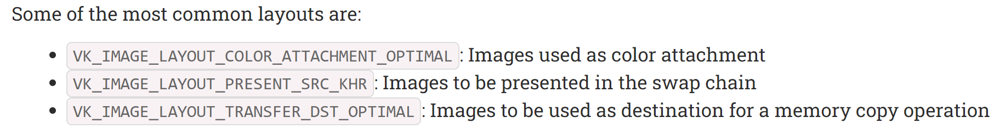 Some of the most common layouts are:
• VK_IMAGE_LAYOUT_COLOR_ATTACHMENT_OPTIMAL: Images used as color attachment
• VK_IMAGE_LAYOUT_PRESENT_SRC_KHR: Images to be presented in the swap chain
• VK_IMAGE_LAYOUT_TRANSFER_DST_OPTIMAL: Images to be used as destination for a memory copy operation